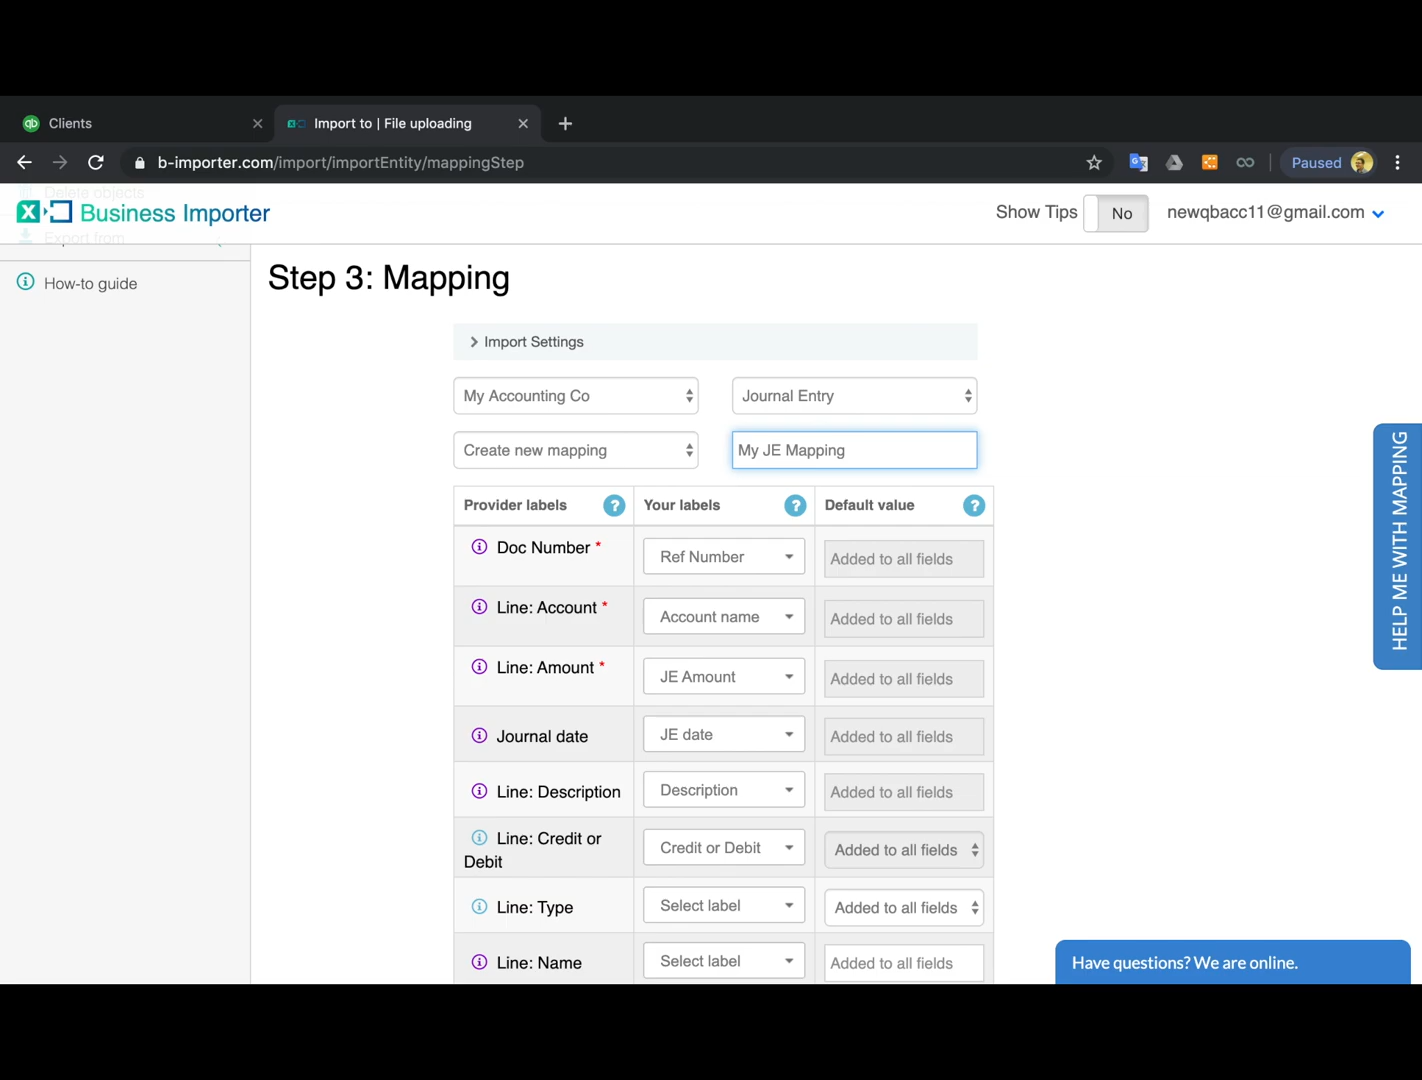 Clients
Import to | File uploading
b-importer.com/import/importEntity/mappingStep
Paused
Delete objects
Business Importer
Show Tips
No
newqbacc11@gmail.com
Export from
How-to guide
Step 3: Mapping
Import Settings
My Accounting Co
Journal Entry
Create new mapping
My JE Mapping
Provider labels ?
Your labels ?
Default value ?
Doc Number *
Ref Number
Added to all fields
Line: Account *
Account name
Added to all fields
Line: Amount *
JE Amount
Added to all fields
Journal date
JE date
Added to all fields
Line: Description
Description
Added to all fields
Line: Credit or
Debit
Credit or Debit
Added to all fields
Line: Type
Select label
Added to all fields
Line: Name
Select label
Added to all fields
HELP ME WITH MAPPING
Have questions? We are online.